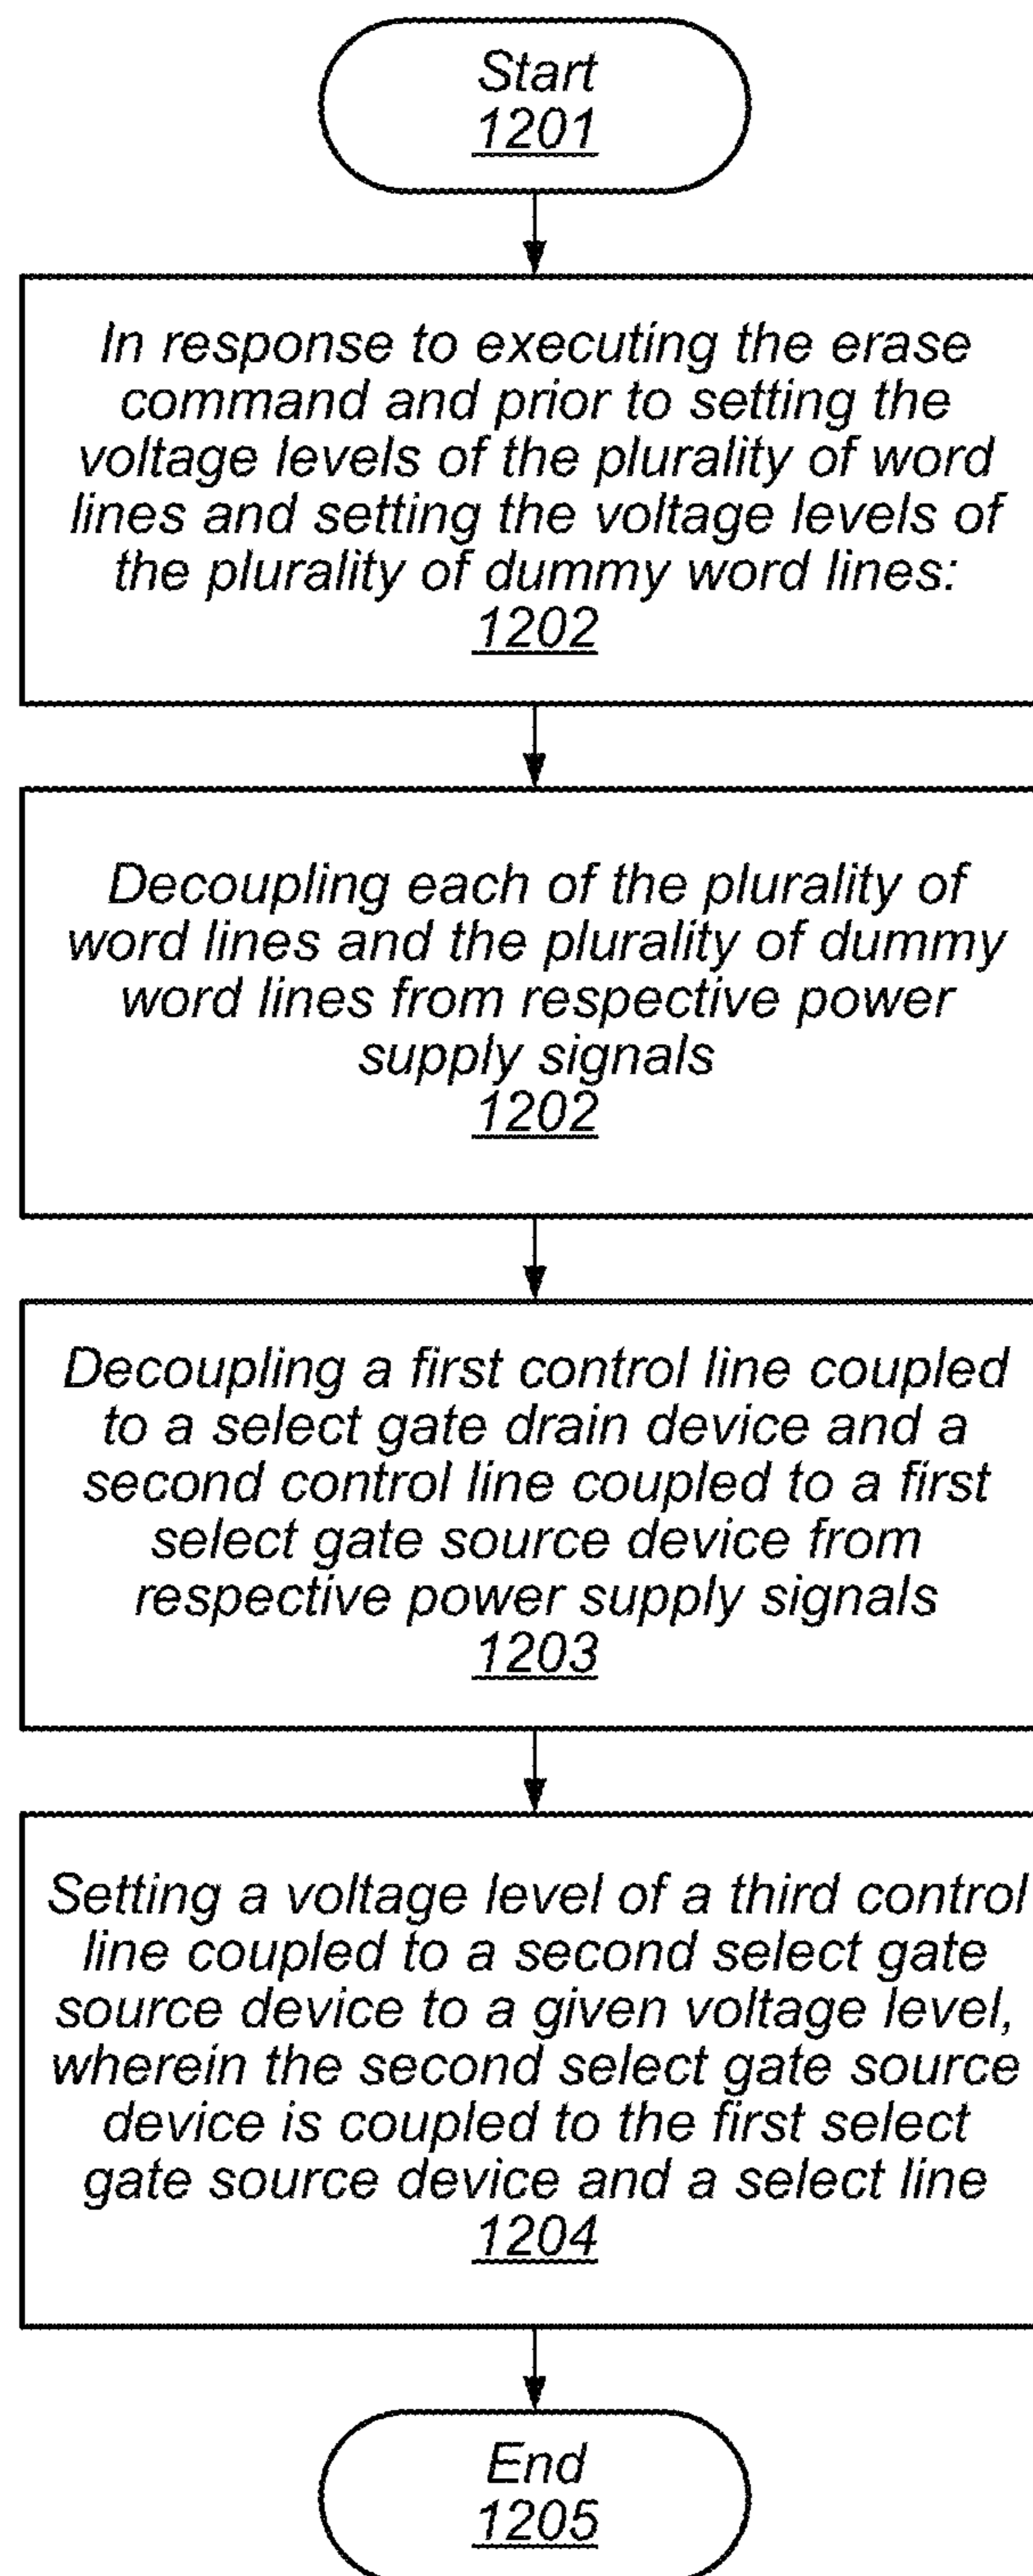 Start
1201
In response to executing the erase
command and prior to setting the
voltage levels of the plurality of word
lines and setting the voltage levels of
the plurality of dummy word lines:
1202
Decoupling each of the plurality of
word lines and the plurality of dummy
word lines from respective power
supply signals
1202
Decoupling a first control line coupled
to a select gate drain device and a
second control line coupled to a first
select gate source device from
respective power supply signals
1203
Setting a voltage level of a third control
line coupled to a second select gate
source device to a given voltage level,
wherein the second select gate source
device is coupled to the first select
gate source device and a select line
1204
End
1205